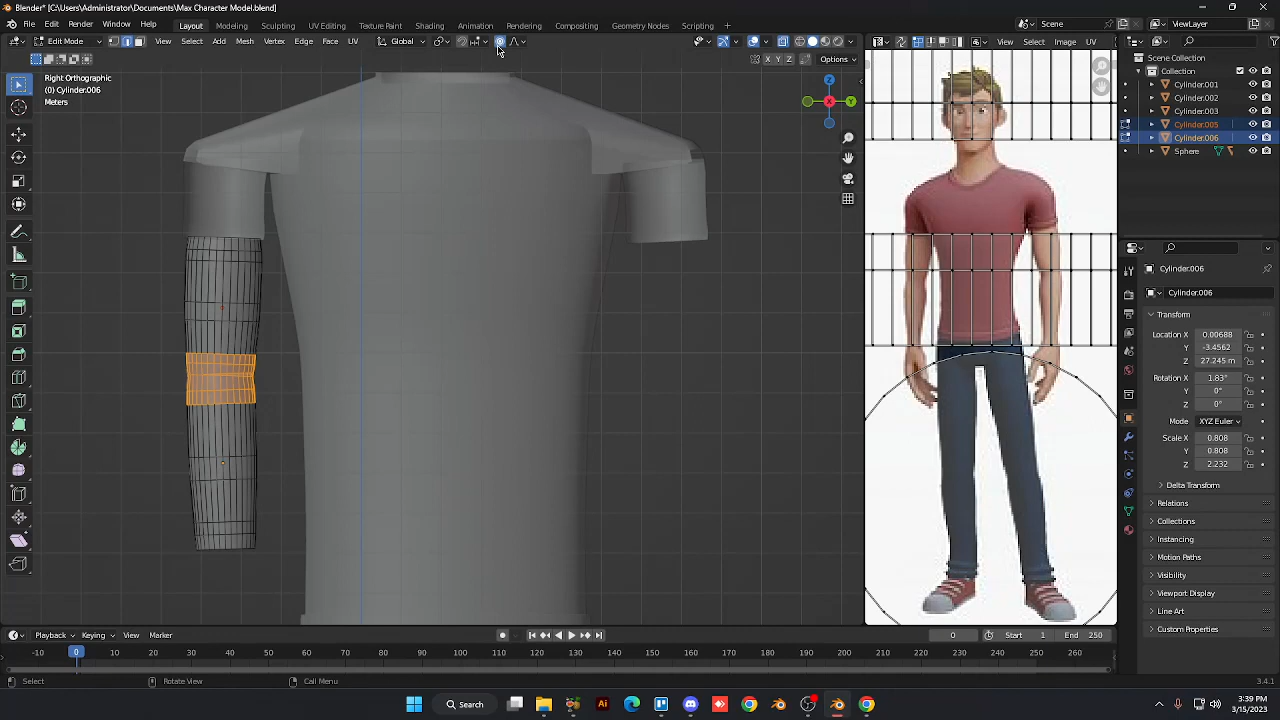 Blender* [C:\Users\Administrator\Documents\Max Character Model.blend]
File Edit Render Window Help Layout Modeling Sculpting UV Editing Texture Paint Shading Animation Rendering Compositing Geometry Nodes Scripting + Scene ViewLayer
Edit Mode View Select Add Mesh Vertex Edge Face UV Global View Select Image UV
X Y Z Options
Right Orthographic
(0) Cylinder.006
Meters
Z
X
Y
Scene Collection
Collection
Cylinder.001
Cylinder.002
Cylinder.003
Cylinder.005
Cylinder.006
Sphere
Cylinder.006
Cylinder.006
Transform
Location X 0.00688
Y -3.4562
Z 27.245 m
Rotation X 1.83°
Y 0°
Z 0°
Mode XYZ Euler
Scale X 0.808
Y 0.808
Z 2.232
Delta Transform
Relations
Collections
Instancing
Motion Paths
Visibility
Viewport Display
Line Art
Custom Properties
Playback Keying View Marker 0 Start 1 End 250
-10 0 10 20 30 40 50 60 70 80 90 100 110 120 130 140 150 160 170 180 190 200 210 220 230 240 250 260
Select Rotate View Call Menu 3.4.1
Search Ai 3:39 PM
3/15/2023